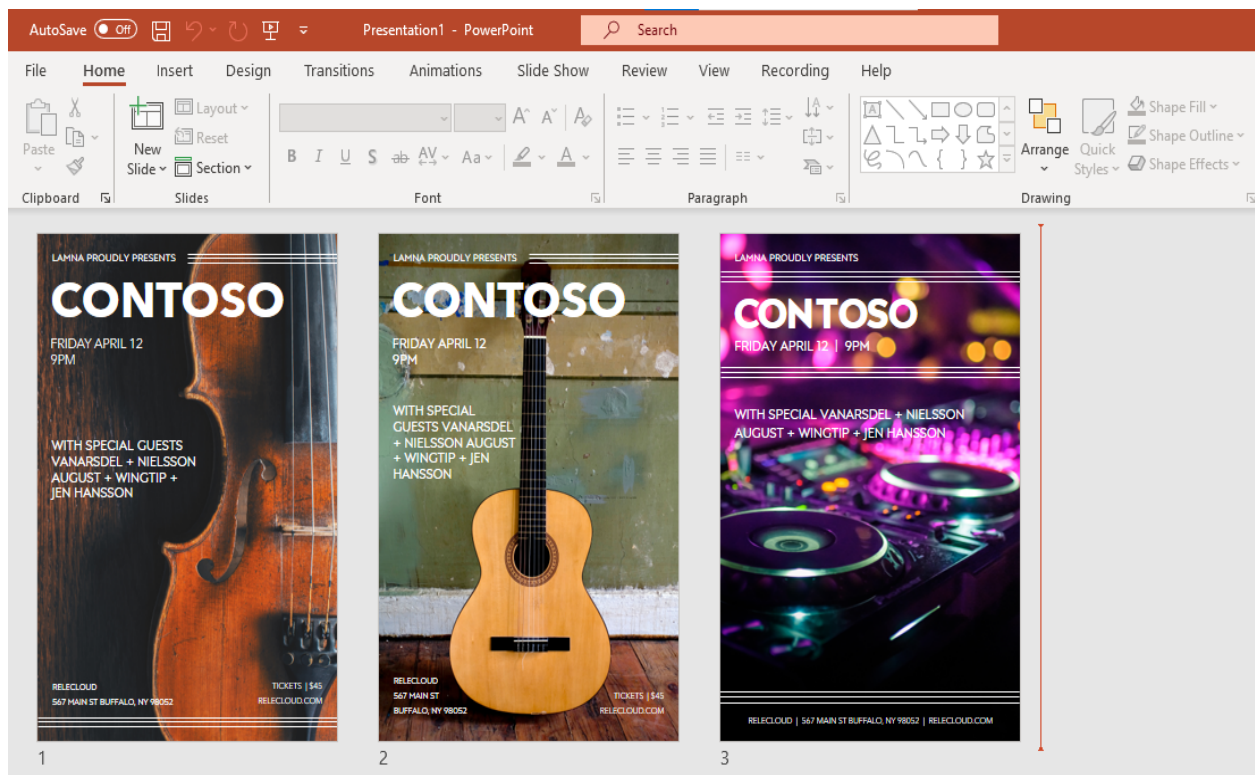 AutoSave Off Presentation1 - PowerPoint Search
File Home Insert Design Transitions Animations Slide Show Review View Recording Help
Paste
New Slide
Layout
Reset
Section
B I U S ab AV Aa A
Arrange
Quick Styles
Shape Fill
Shape Outline
Shape Effects
Clipboard Slides Font Paragraph Drawing
LAMNA PROUDLY PRESENTS
CONTOSO
FRIDAY APRIL 12
9PM
WITH SPECIAL GUESTS
VANARSDEL + NIELSSON
AUGUST + WINGTIP +
JEN HANSSON
RELECLOUD
567 MAIN ST BUFFALO, NY 98052
TICKETS | $45
RELECLOUD.COM
1
LAMNA PROUDLY PRESENTS
CONTOSO
FRIDAY APRIL 12
9PM
WITH SPECIAL
GUESTS VANARSDEL
+ NIELSSON AUGUST
+ WINGTIP + JEN
HANSSON
RELECLOUD
567 MAIN ST
BUFFALO, NY 98052
TICKETS | $45
RELECLOUD.COM
2
LAMNA PROUDLY PRESENTS
CONTOSO
FRIDAY APRIL 12 | 9PM
WITH SPECIAL VANARSDEL + NIELSSON
AUGUST + WINGTIP + JEN HANSSON
RELECLOUD | 567 MAIN ST BUFFALO, NY 98052 | RELECLOUD.COM
3